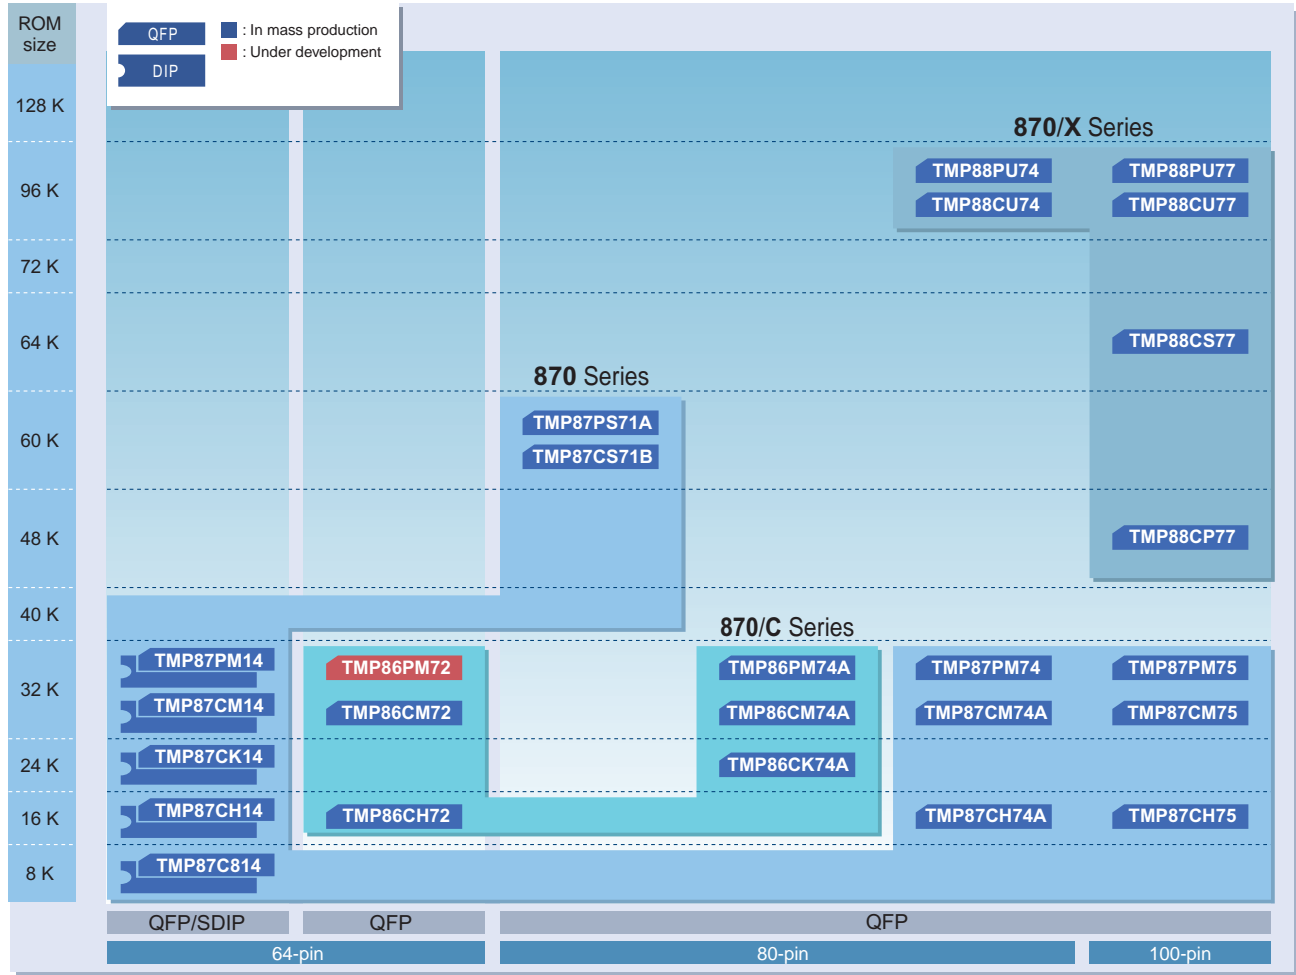 ROM
size
QFP
DIP
: In mass production
: Under development
128 K
870/X Series
96 K
TMP88PU74
TMP88PU77
TMP88CU74
TMP88CU77
72 K
64 K
TMP88CS77
870 Series
60 K
TMP87PS71A
TMP87CS71B
48 K
TMP88CP77
40 K
870/C Series
32 K
TMP87PM14
TMP86PM72
TMP86PM74A
TMP87PM74
TMP87PM75
TMP87CM14
TMP86CM72
TMP86CM74A
TMP87CM74A
TMP87CM75
24 K
TMP87CK14
TMP86CK74A
16 K
TMP87CH14
TMP86CH72
TMP87CH74A
TMP87CH75
8 K
TMP87C814
QFP/SDIP
QFP
QFP
64-pin
80-pin
100-pin